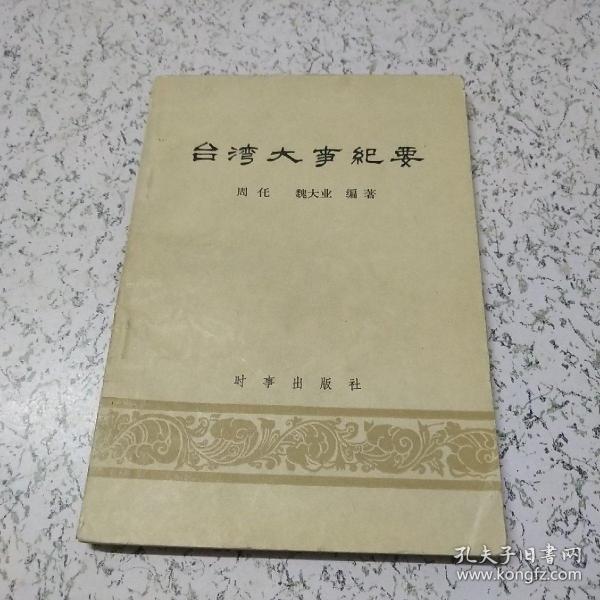 台湾大事纪要
周任 魏大业 编著
时事出版社
孔夫子旧书网
www.kongfz.com